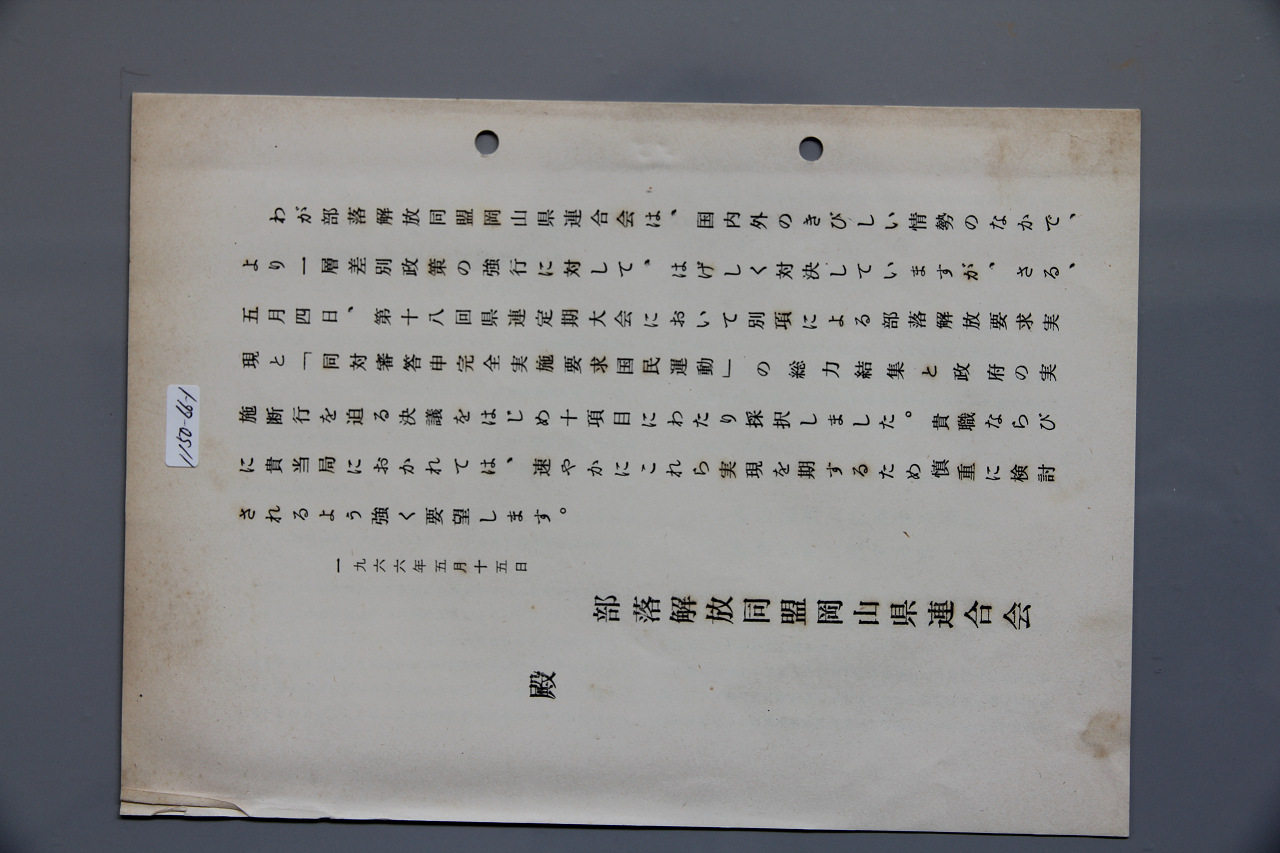 わが部落解放同盟岡山県連合会は、国内外のきびしい情勢のなかで、
より一層差別政策の強行に対して、はげしく対決していますが、さる、
五月四日、第十八回県連定期大会において別項による部落解放要求実
現と「同対審答申完全実施要求国民運動」の総力結集と政府の実
施断行を迫る決議をはじめ十項目にわたり採択しました。貴職ならび
に貴当局におかれては、速やかにこれら実現を期するため慎重に検討
されるよう強く要望します。
一九六六年五月十五日
部落解放同盟岡山県連合会
殿
1150-66-1